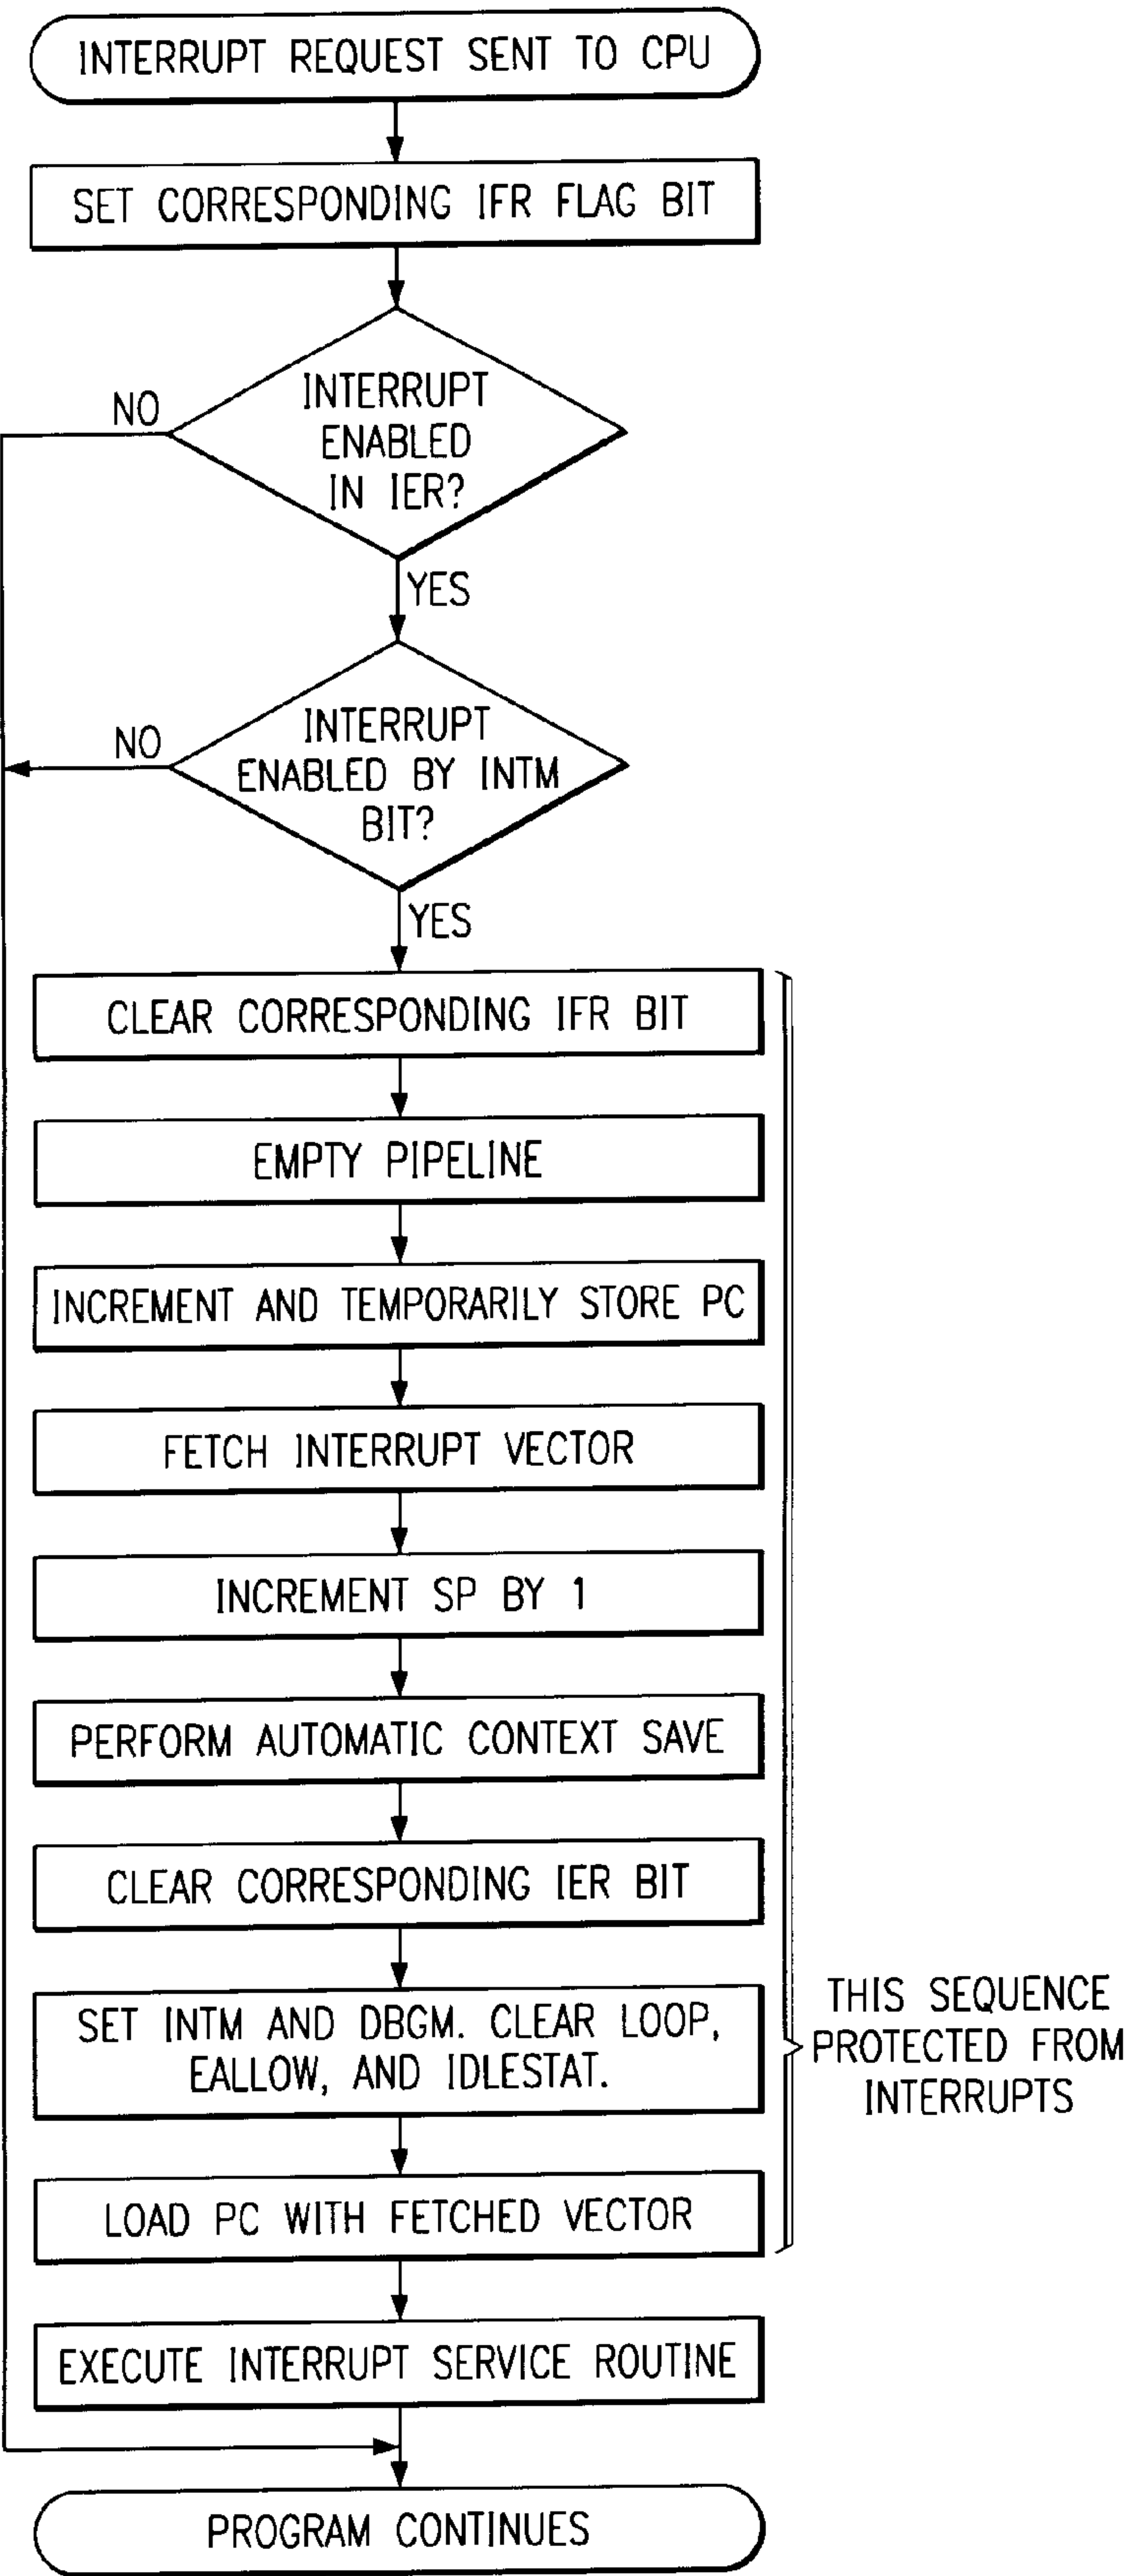 INTERRUPT REQUEST SENT TO CPU
SET CORRESPONDING IFR FLAG BIT
INTERRUPT
ENABLED
IN IER?
NO
YES
INTERRUPT
ENABLED BY INTM
BIT?
NO
YES
CLEAR CORRESPONDING IFR BIT
EMPTY PIPELINE
INCREMENT AND TEMPORARILY STORE PC
FETCH INTERRUPT VECTOR
INCREMENT SP BY 1
PERFORM AUTOMATIC CONTEXT SAVE
CLEAR CORRESPONDING IER BIT
SET INTM AND DBGM. CLEAR LOOP,
EALLOW, AND IDLESTAT.
LOAD PC WITH FETCHED VECTOR
THIS SEQUENCE
PROTECTED FROM
INTERRUPTS
EXECUTE INTERRUPT SERVICE ROUTINE
PROGRAM CONTINUES